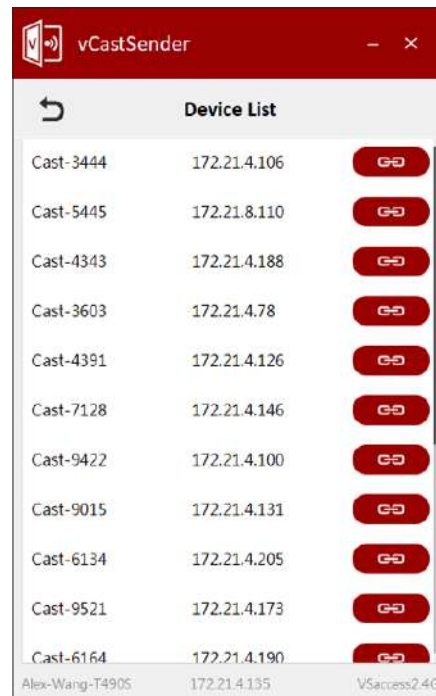 vCastSender
Device List
Cast-3444 172.21.4.106
Cast-5445 172.21.8.110
Cast-4343 172.21.4.188
Cast-3603 172.21.4.78
Cast-4391 172.21.4.126
Cast-7128 172.21.4.146
Cast-9422 172.21.4.100
Cast-9015 172.21.4.131
Cast-6134 172.21.4.205
Cast-9521 172.21.4.173
Cast-6164 172.21.4.190
Alex-Wang-T490S 172.21.4.135 VSaccess2.4G